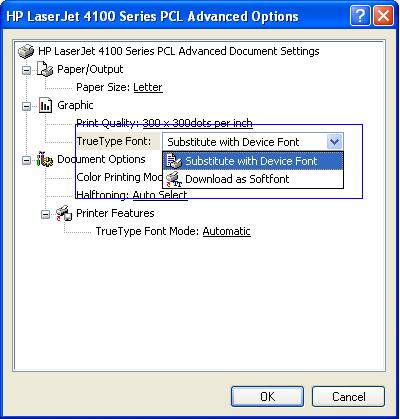 HP LaserJet 4100 Series PCL Advanced Options
HP LaserJet 4100 Series PCL Advanced Document Settings
Paper/Output
Paper Size: Letter
Graphic
Print Quality: 300 x 300dots per inch
TrueType Font: Substitute with Device Font
Substitute with Device Font
Document Options
Download as Softfont
Color Printing Mod
Halftoning: Auto Select
Printer Features
TrueType Font Mode: Automatic
OK Cancel